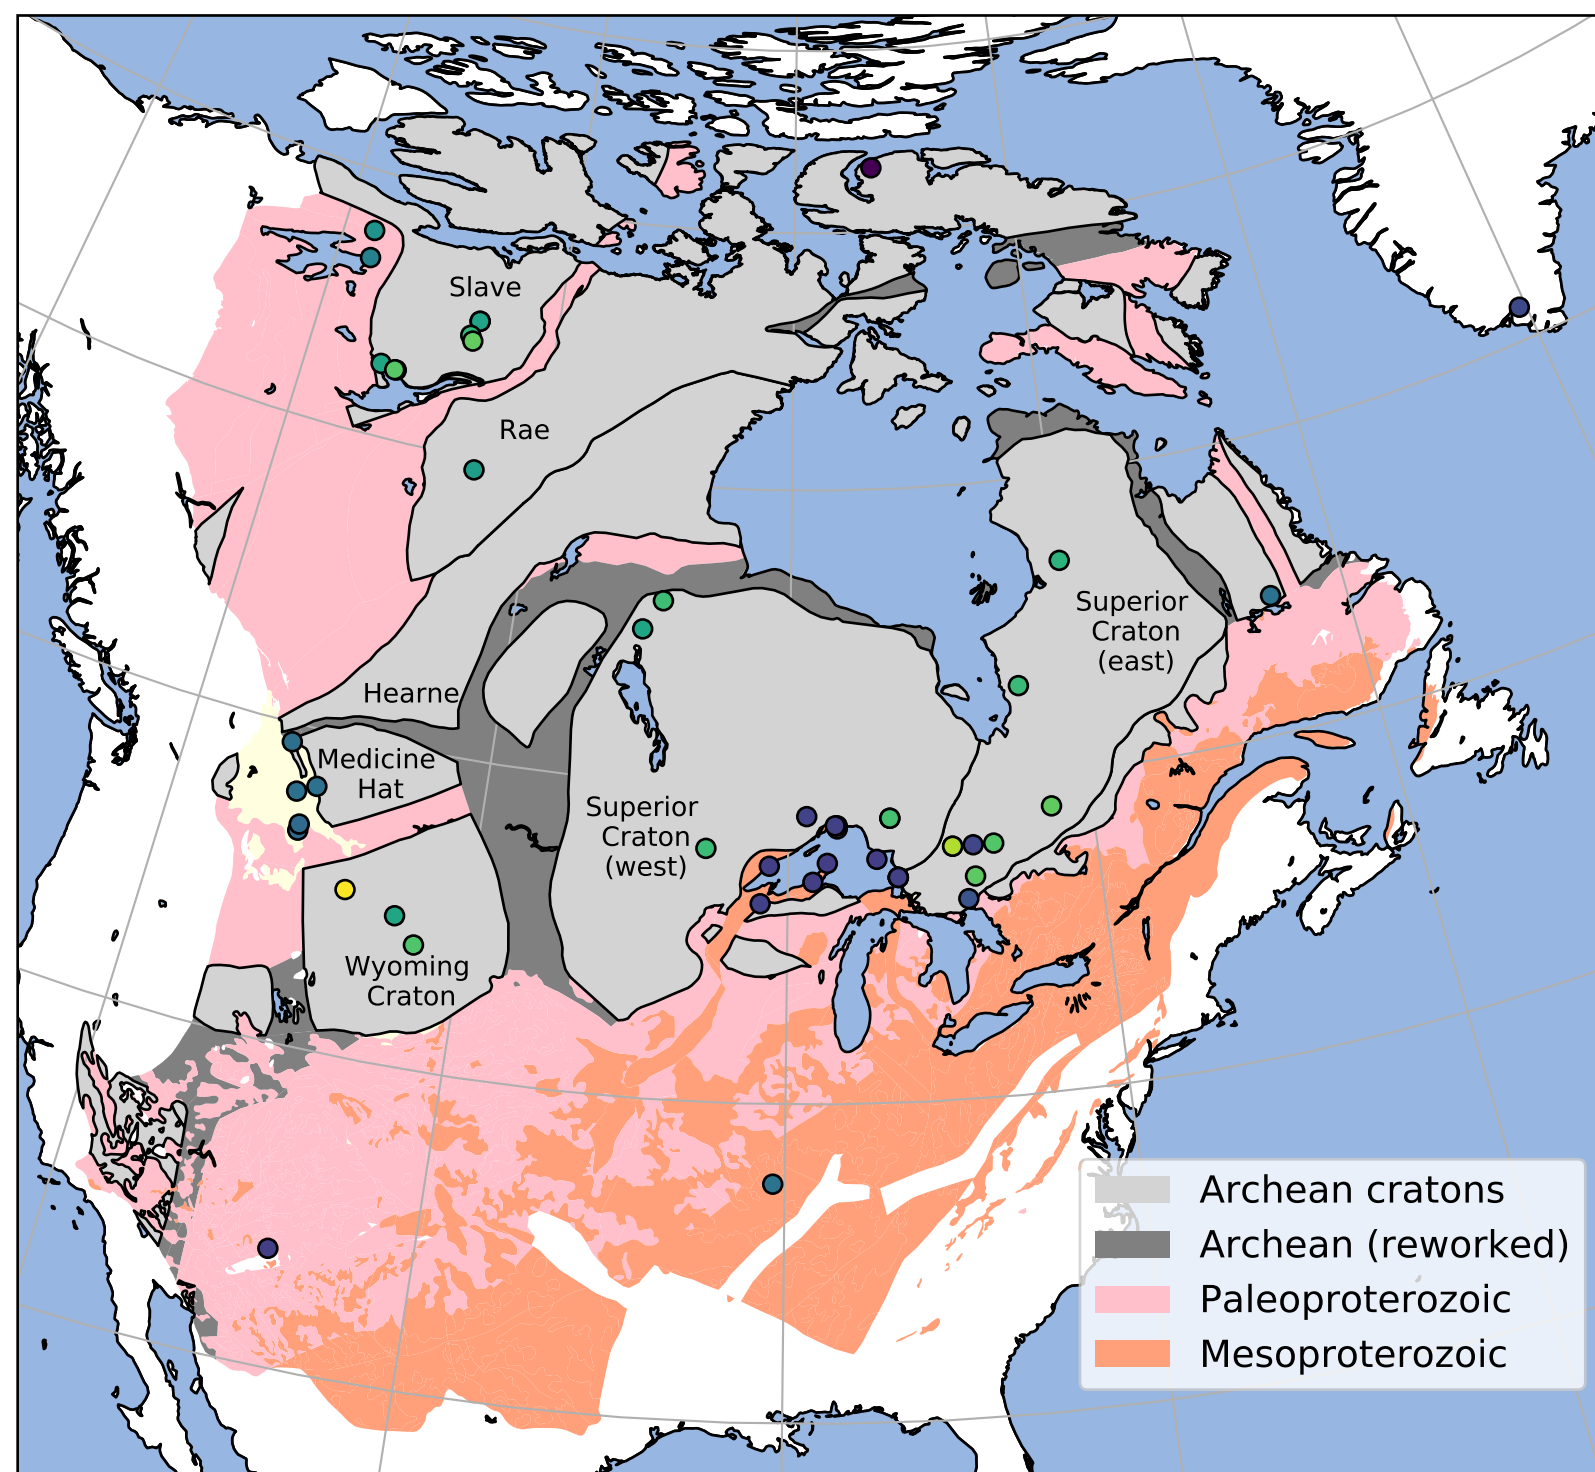 Slave
Rae
Superior
Craton
(east)
Hearne
Medicine
Hat
Superior
Craton
(west)
Wyoming
Craton
Archean cratons
Archean (reworked)
Paleoproterozoic
Mesoproterozoic